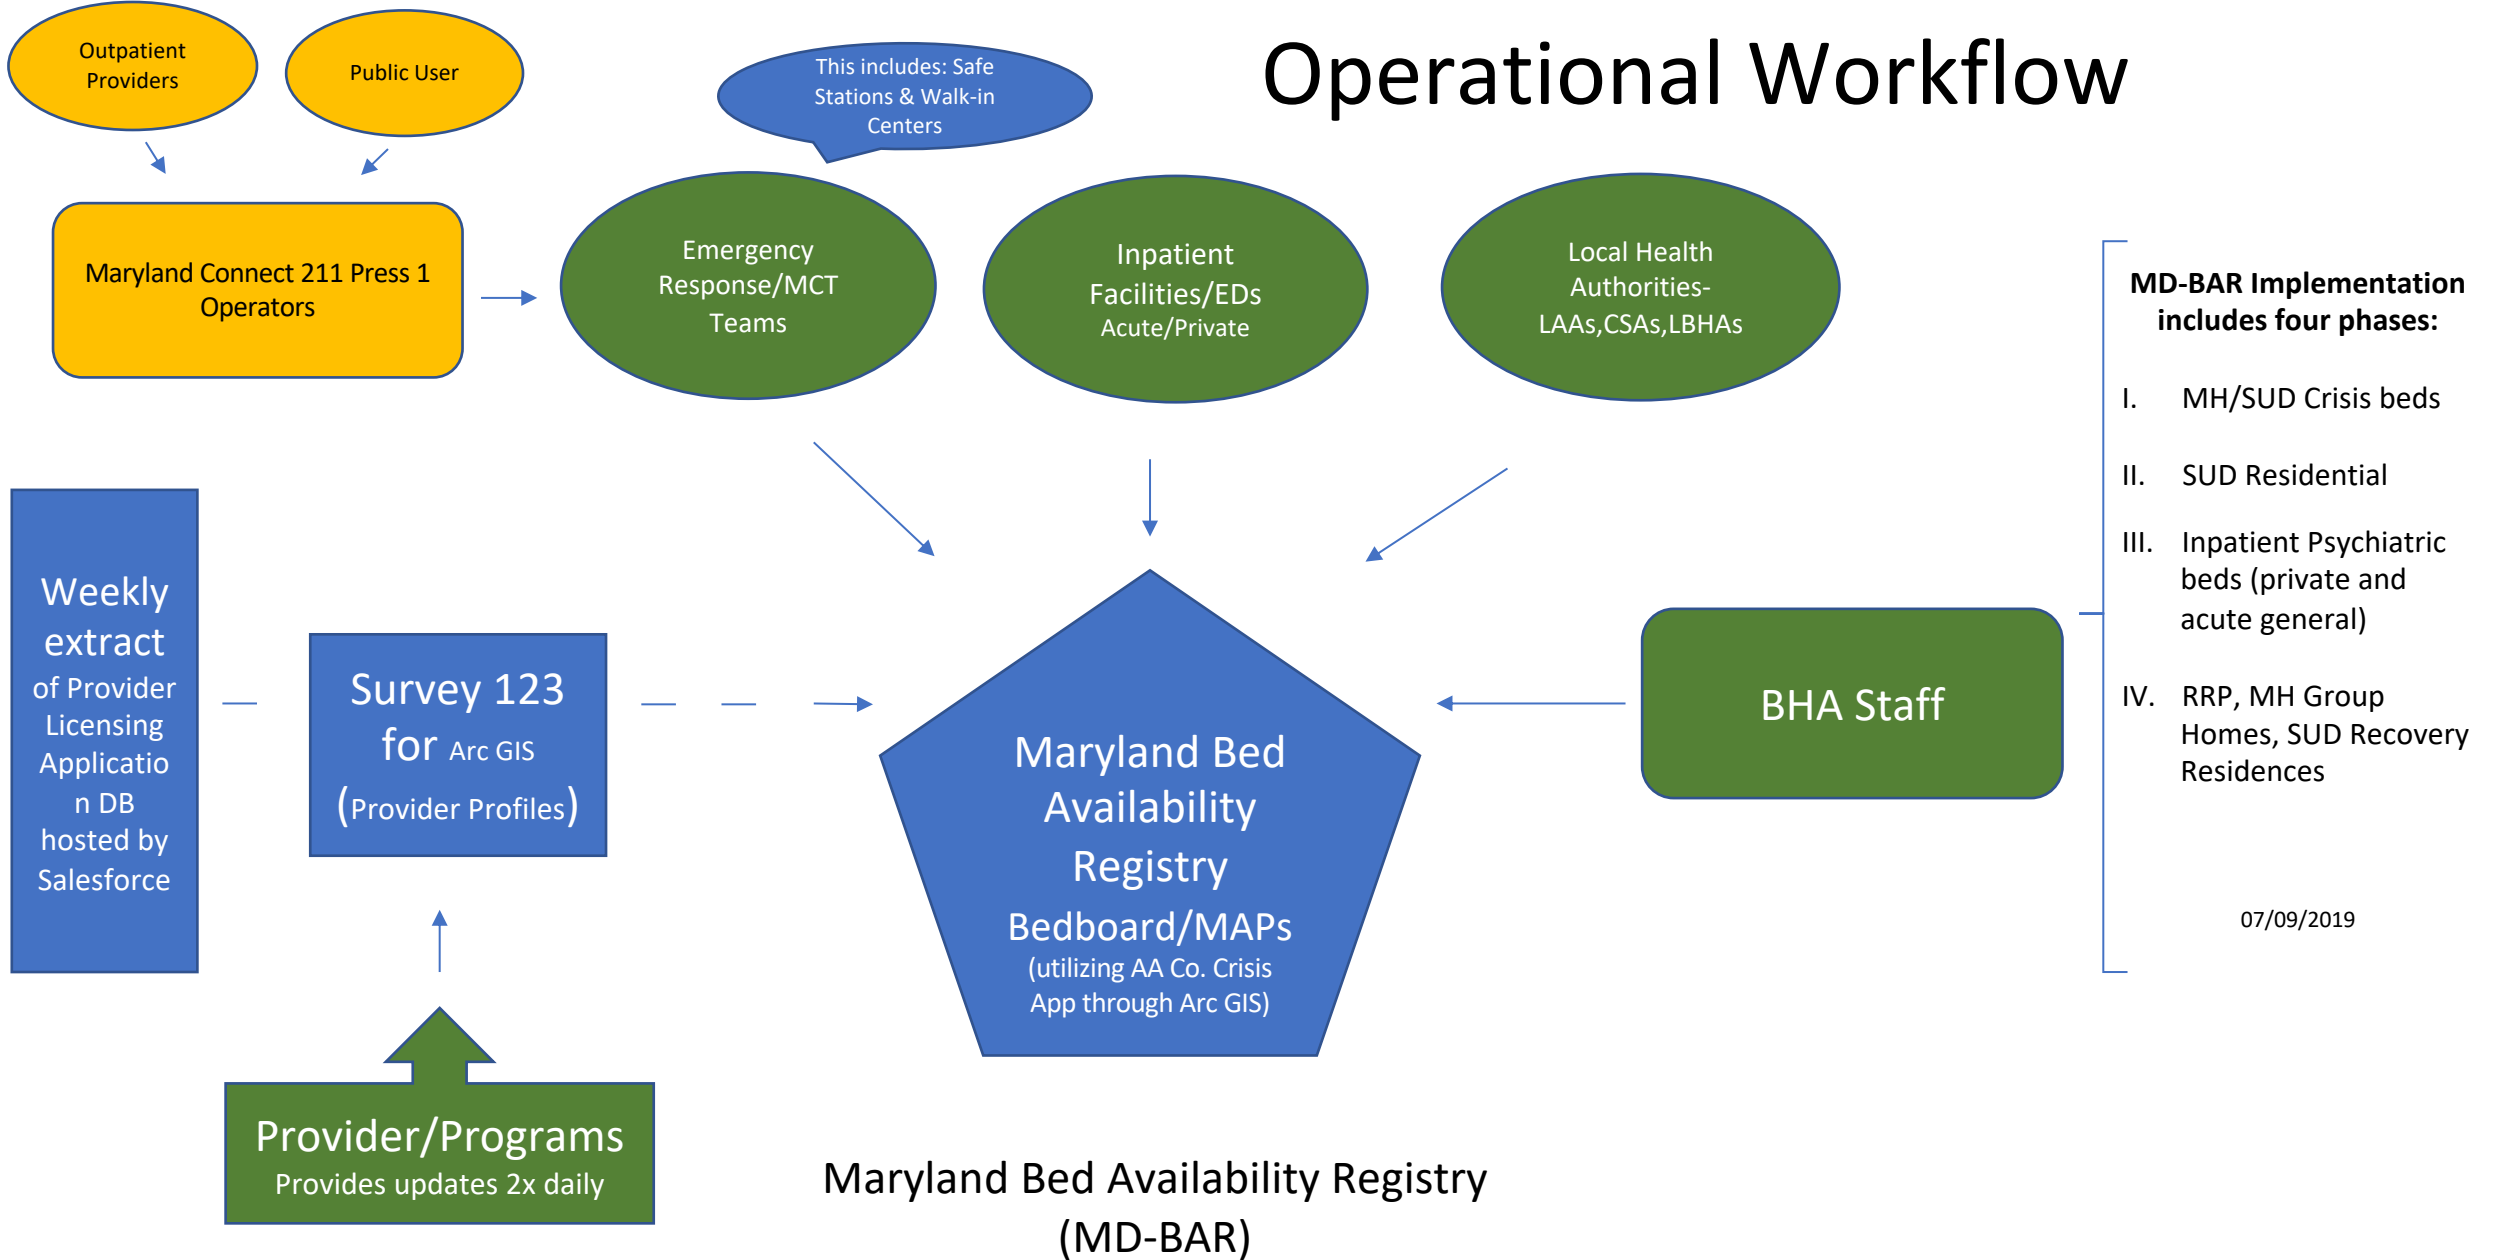 Operational Workflow
Outpatient
Providers
Public User
This includes: Safe
Stations & Walk-in
Centers
Maryland Connect 211 Press 1
Operators
Emergency
Response/MCT
Teams
Inpatient
Facilities/EDs
Acute/Private
Local Health
Authorities-
LAAs,CSAs,LBHAs
MD-BAR Implementation
includes four phases:
I. MH/SUD Crisis beds
II. SUD Residential
III. Inpatient Psychiatric
beds (private and
acute general)
IV. RRP, MH Group
Homes, SUD Recovery
Residences
07/09/2019
Weekly
extract
of Provider
Licensing
Applicatio
n DB
hosted by
Salesforce
Survey 123
for Arc GIS
(Provider Profiles)
Maryland Bed
Availability
Registry
Bedboard/MAPs
(utilizing AA Co. Crisis
App through Arc GIS)
BHA Staff
Provider/Programs
Provides updates 2x daily
Maryland Bed Availability Registry
(MD-BAR)